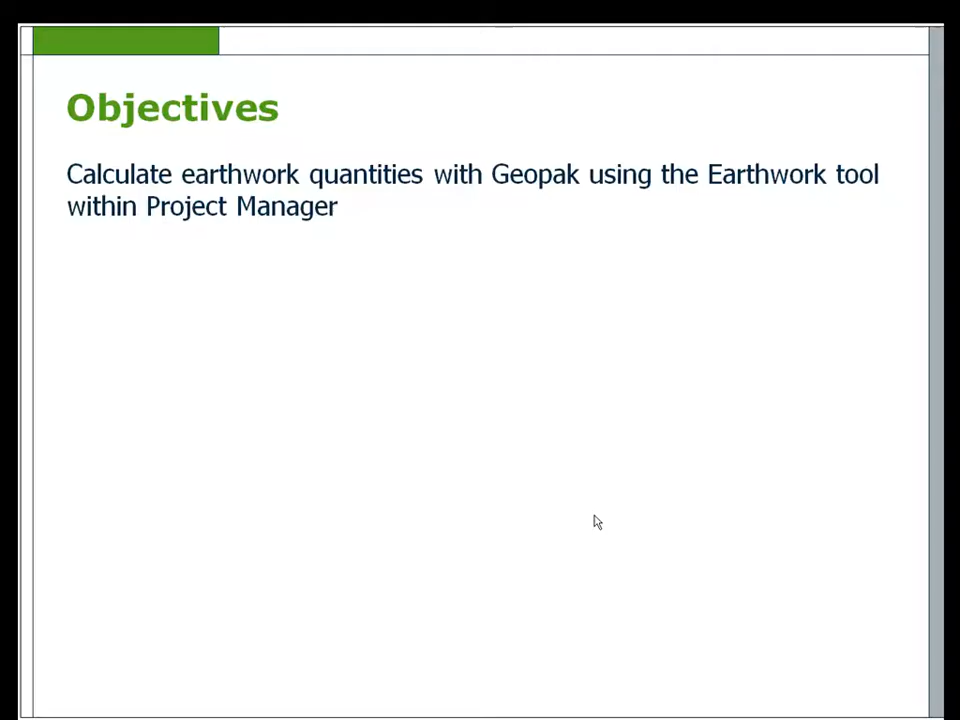 Objectives
Calculate earthwork quantities with Geopak using the Earthwork tool
within Project Manager